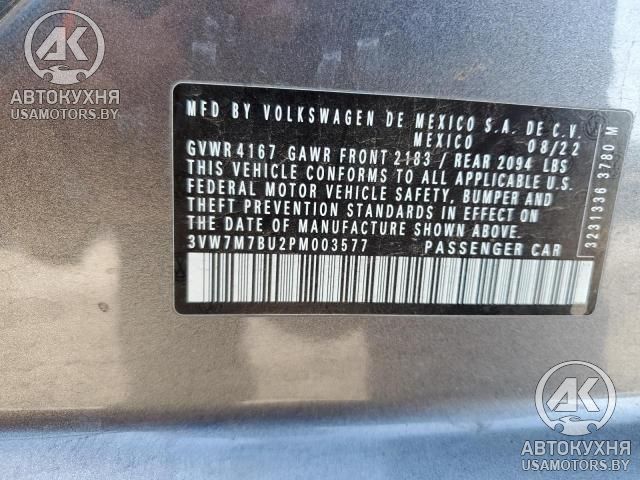 AK
АВТОКУХНЯ
USAMOTORS.BY
MFD BY VOLKSWAGEN DE MEXICO S.A. DE C.V.
MEXICO 08/22
GVWR 4167 GAWR FRONT 2183 / REAR 2094 LBS
THIS VEHICLE CONFORMS TO ALL APPLICABLE U.S.
FEDERAL MOTOR VEHICLE SAFETY, BUMPER AND
THEFT PREVENTION STANDARDS IN EFFECT ON
THE DATE OF MANUFACTURE SHOWN ABOVE.
3VW7M7BU2PM003577 PASSENGER CAR
3231336 3780 M
AK
АВТОКУХНЯ
USAMOTORS.BY